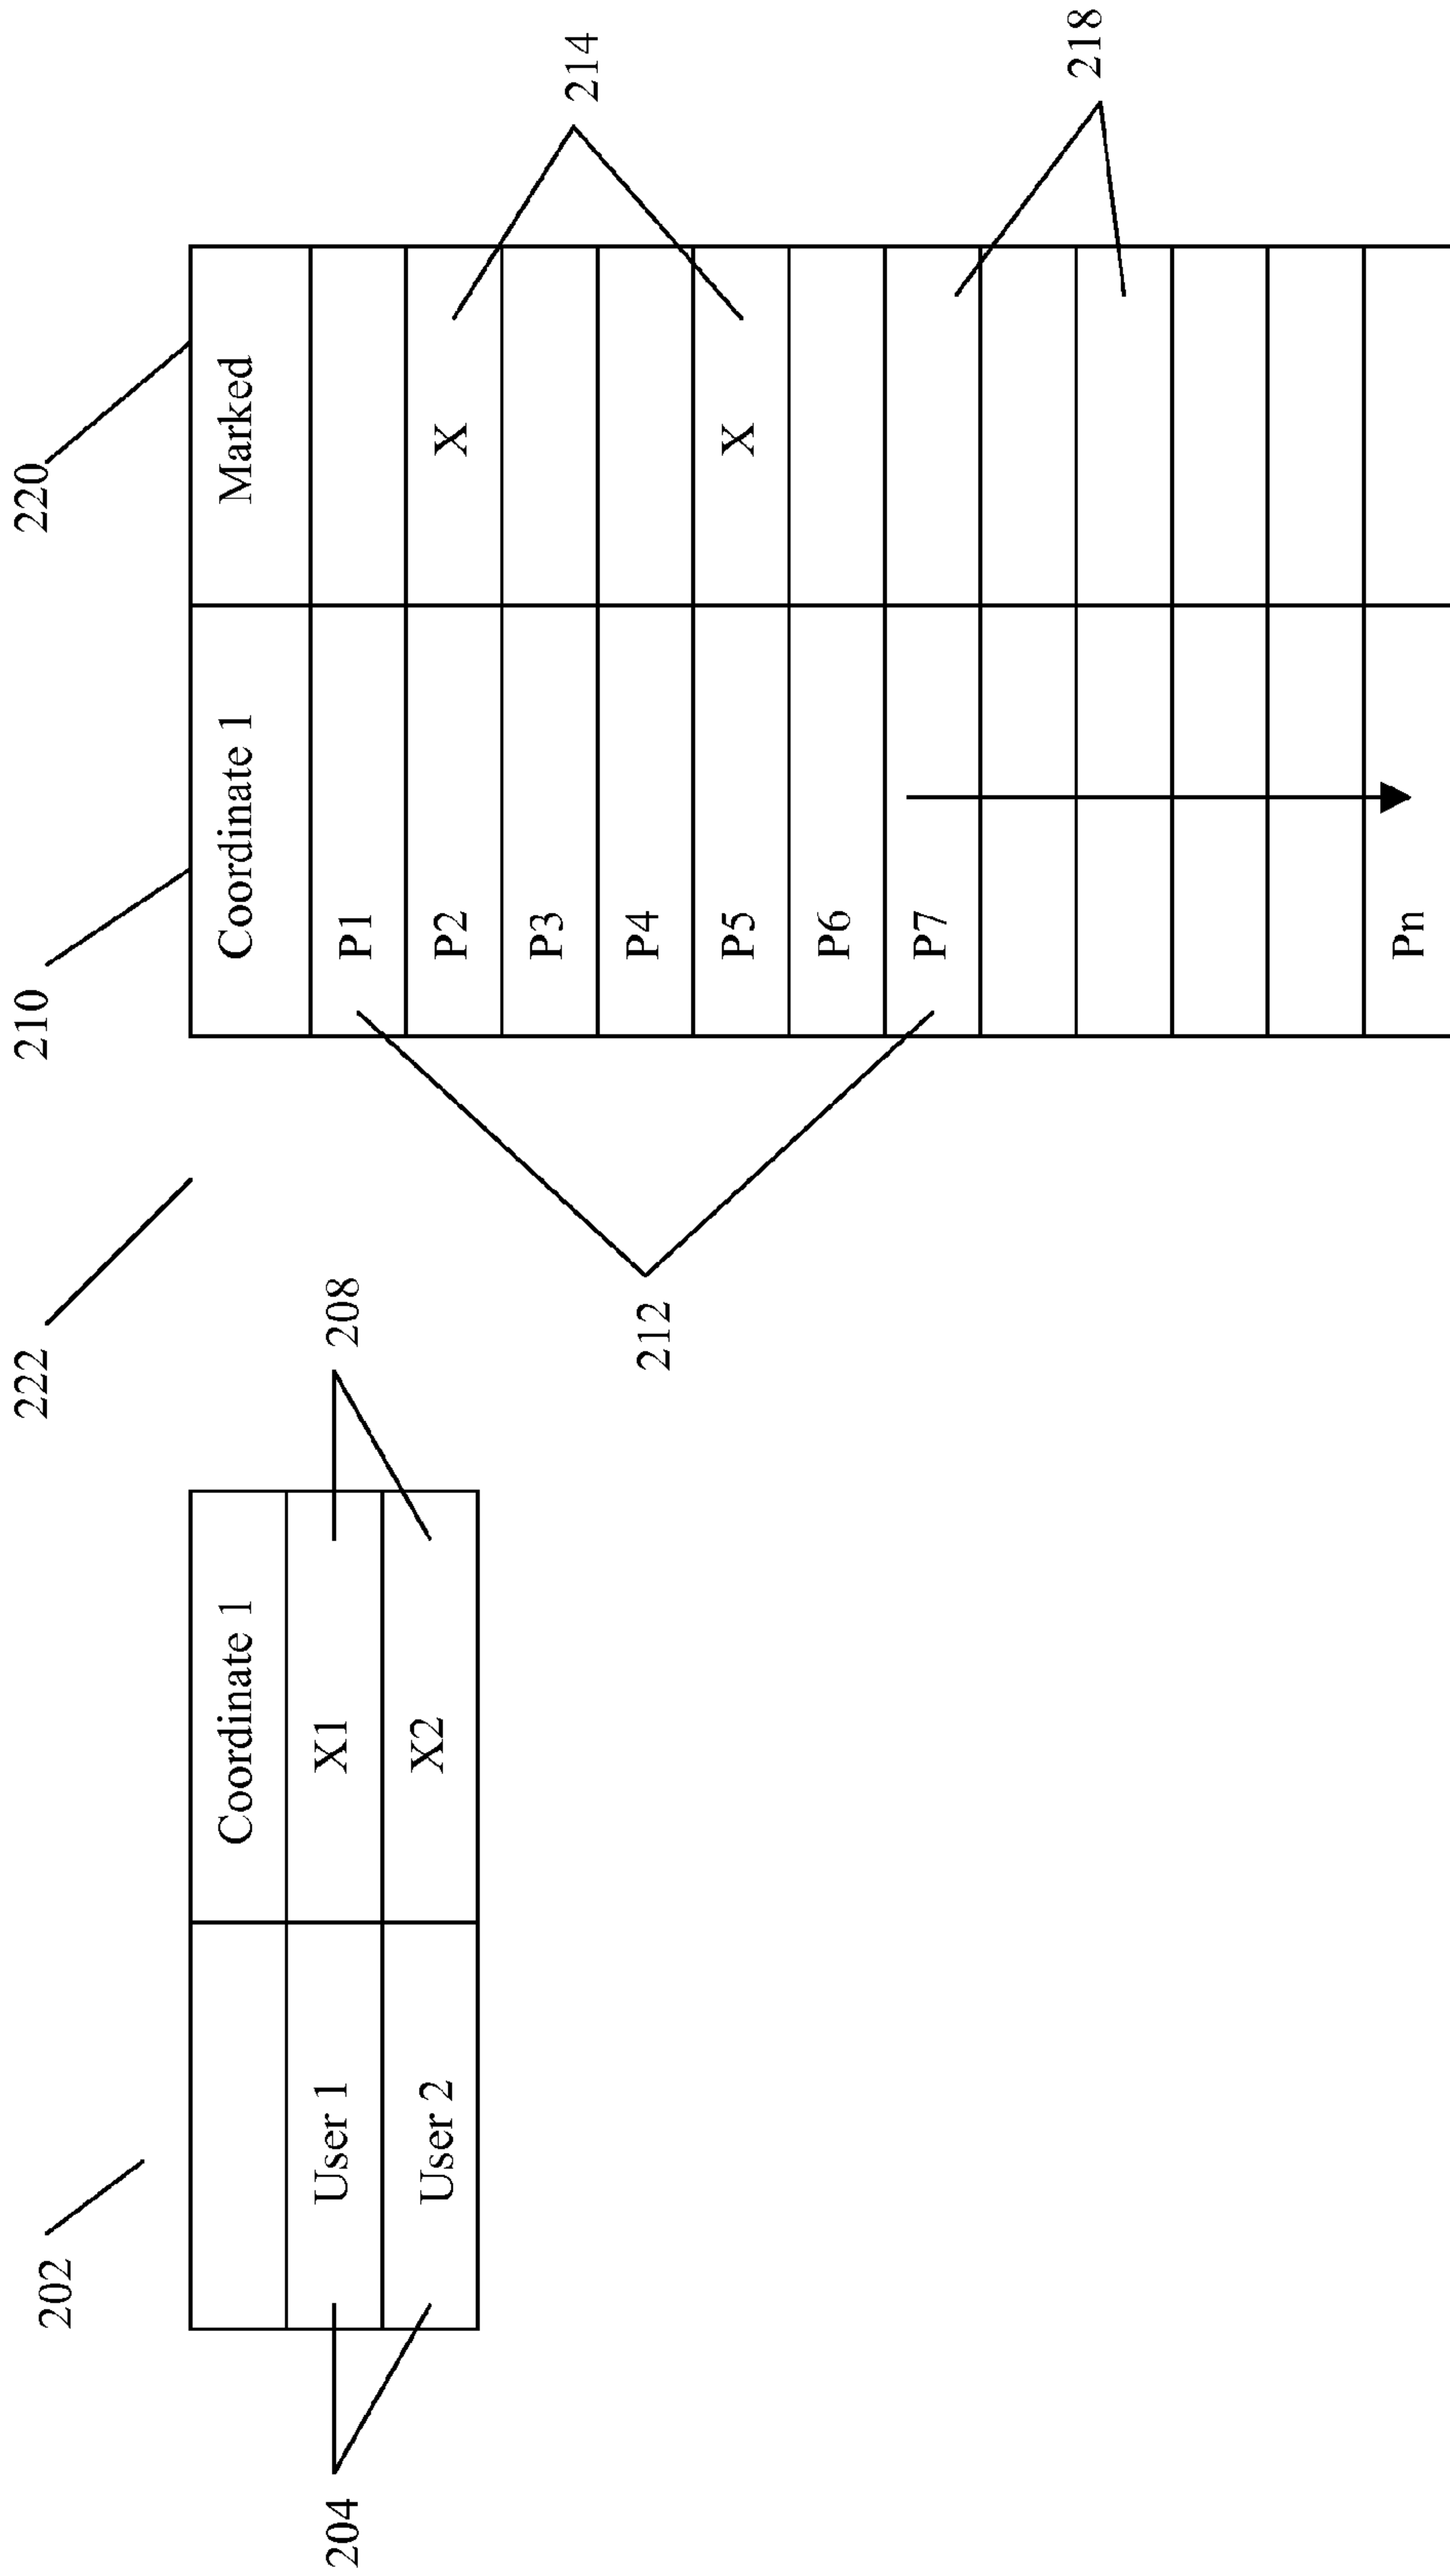 202
222
210
220
Coordinate 1
204
User 1
X1
208
User 2
X2
Coordinate 1
Marked
P1
P2
X
214
P3
P4
212
P5
X
P6
P7
218
Pn